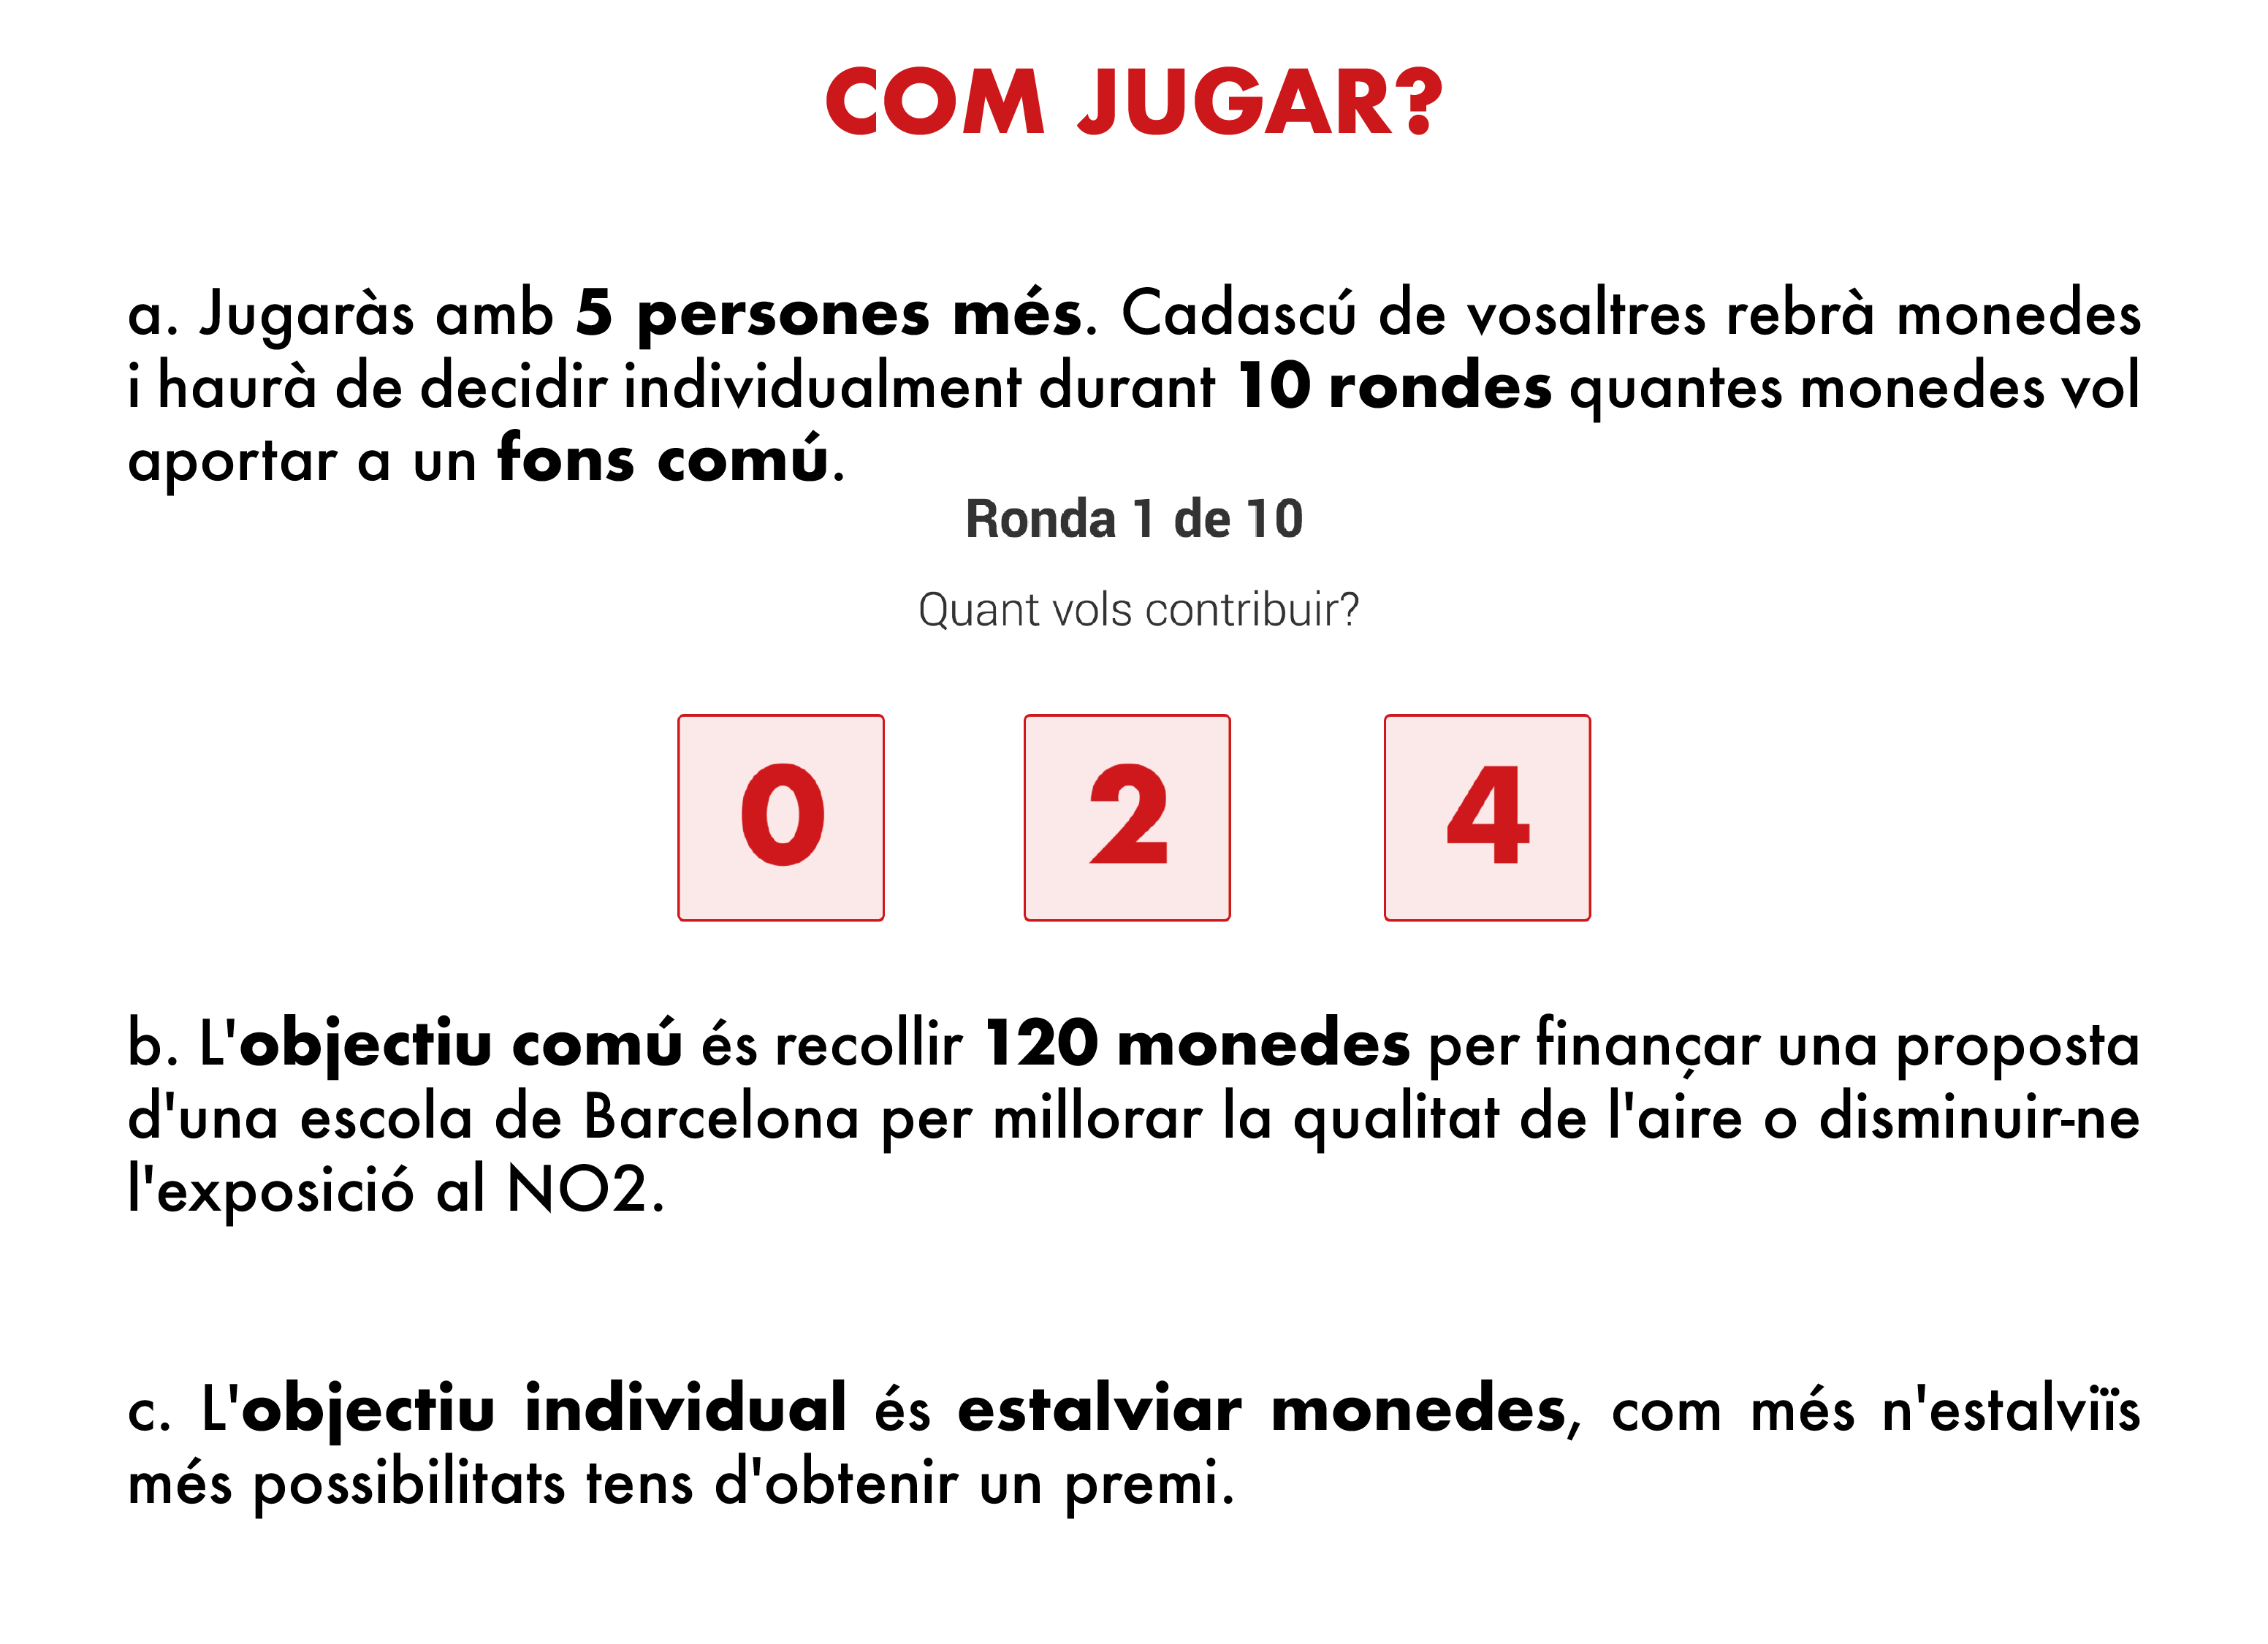 COM JUGAR?
a. Jugaràs amb 5 persones més. Cadascú de vosaltres rebrà monedes
i haurà de decidir individualment durant 10 rondes quantes monedes vol
aportar a un fons comú.
Ronda 1 de 10
Quant vols contribuir?
0 2 4
b. L'objectiu comú és recollir 120 monedes per finançar una proposta
d'una escola de Barcelona per millorar la qualitat de l'aíre o disminuir-ne
l'exposició al NO2.
c. L'objectiu individual és estalviar monedes, com més n'estalvïis
més possibilitats tens d'obtenir un premi.